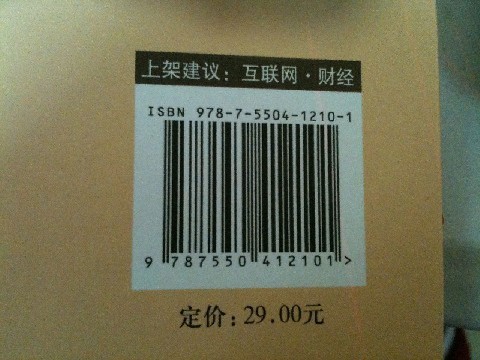 上架建议：互联网·财经
ISBN 978-7-5504-1210-1
9 787550 412101 >
定价：29.00元